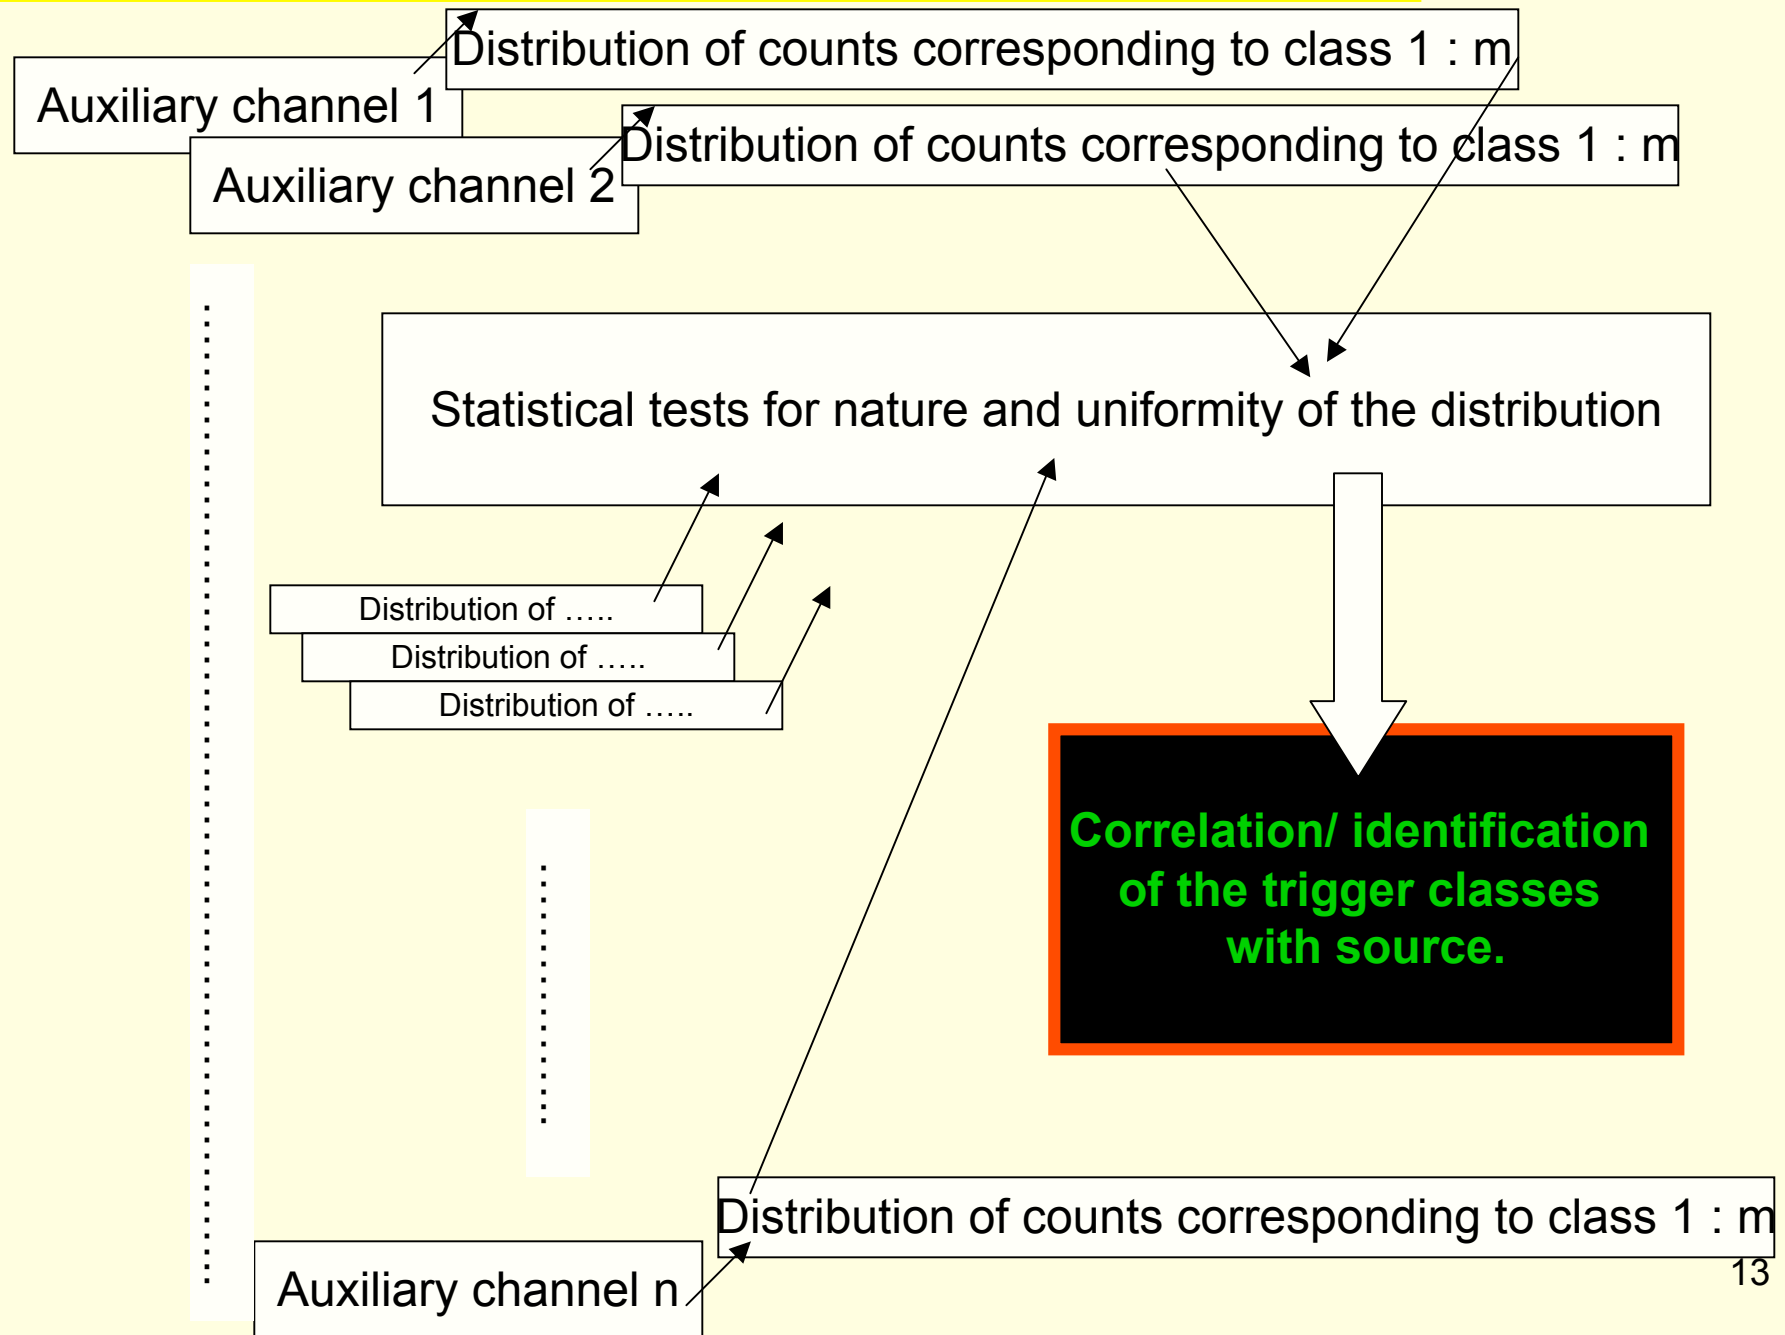 Distribution of counts corresponding to class 1 : m
Auxiliary channel 1
Distribution of counts corresponding to class 1 : m
Auxiliary channel 2
Statistical tests for nature and uniformity of the distribution
Distribution of …..
Distribution of …..
Distribution of …..
Correlation/ identification
of the trigger classes
with source.
Distribution of counts corresponding to class 1 : m
Auxiliary channel n
13